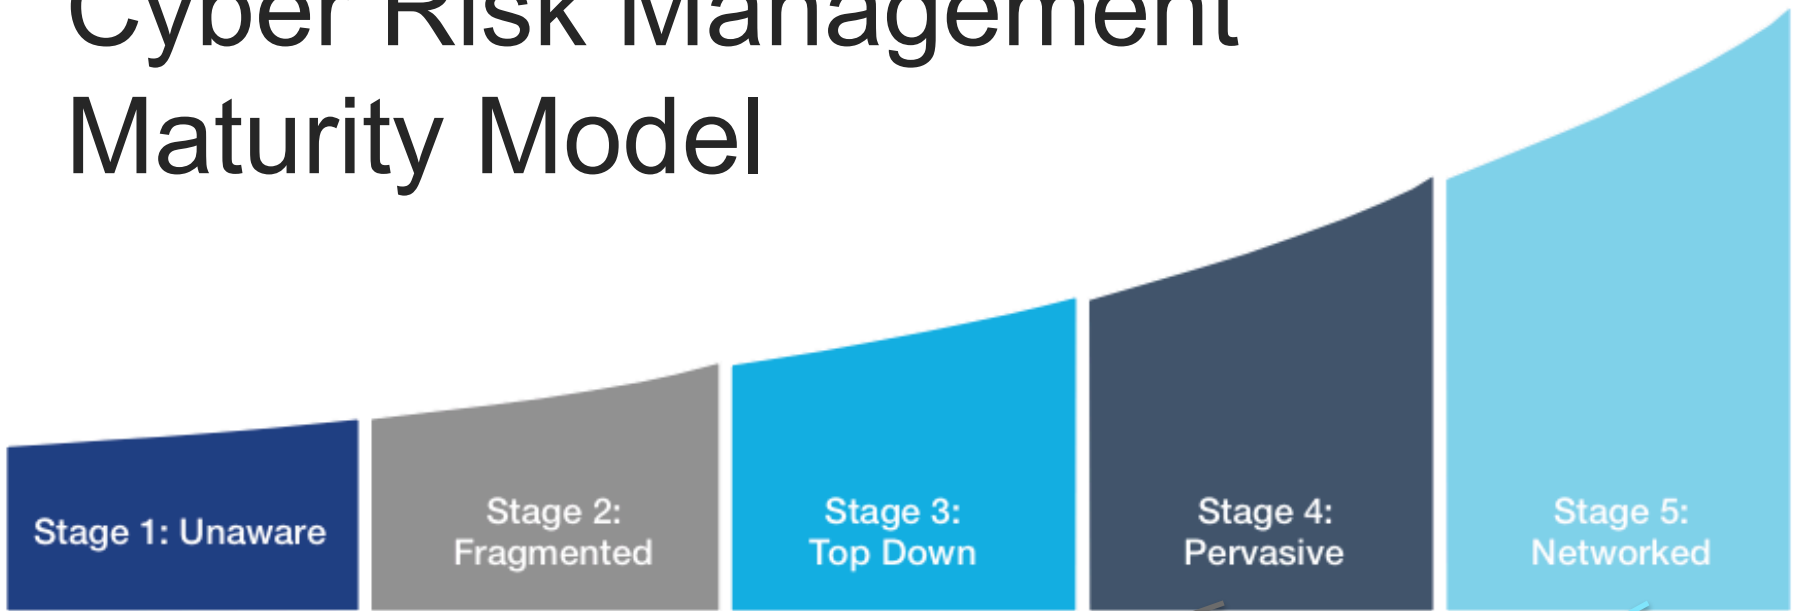 Cyber Risk Management
Maturity Model
Stage 1: Unaware
Stage 2:
Fragmented
Stage 3:
Top Down
Stage 4:
Pervasive
Stage 5:
Networked